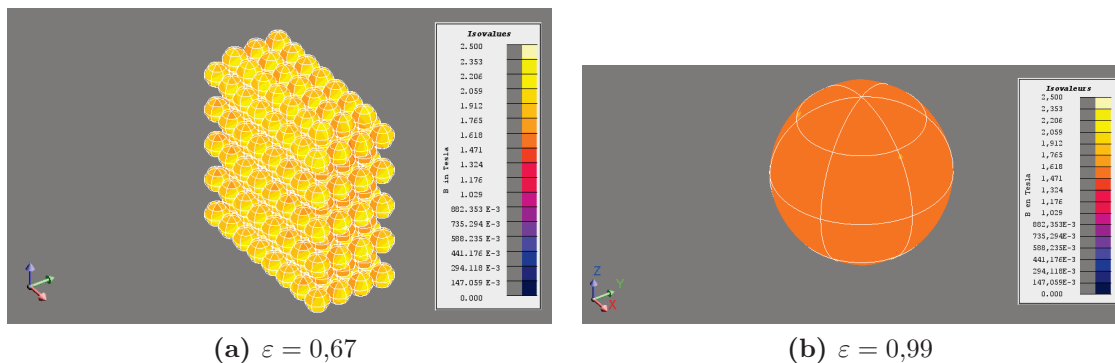 Isovalues
2.500
2.353
2.206
2.059
1.912
1.765
1.618
1.471
1.324
1.176
1.029
882.353 E-3
735.294 E-3
588.235 E-3
441.176 E-3
294.118 E-3
147.059 E-3
0.000
B in Tesla
(a) ε = 0,67
Isovaleurs
2,500
2,353
2,206
2,059
1,912
1,765
1,618
1,471
1,324
1,176
1,029
882,353E-3
735,294E-3
588,235E-3
441,176E-3
294,118E-3
147,059E-3
0.000
B en Tesla
Z
Y
X
(b) ε = 0,99